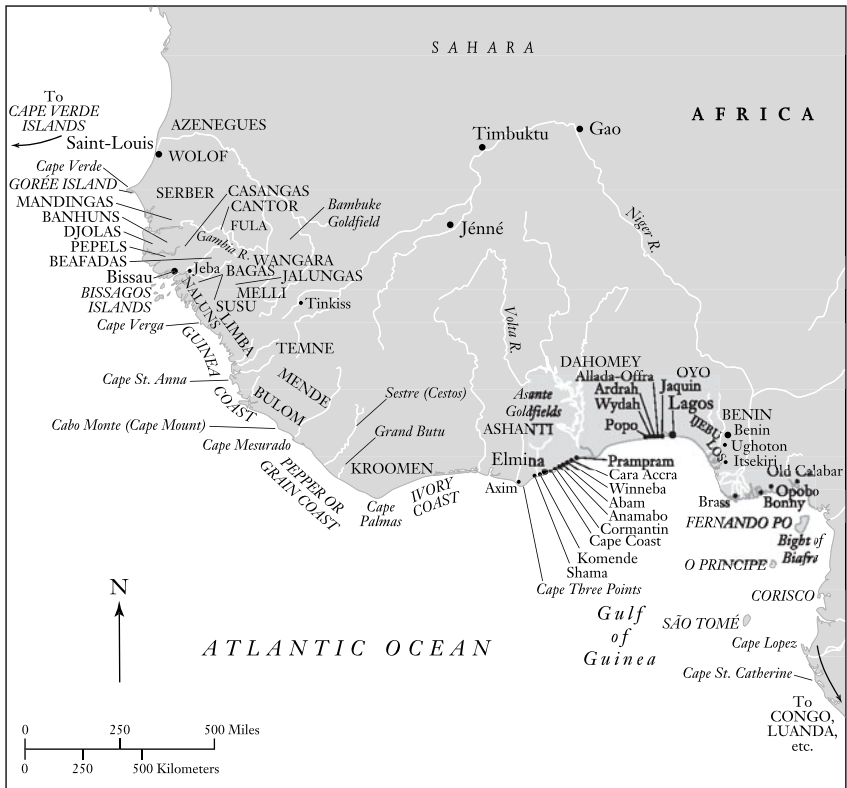 SAHARA
AFRICA
To
CAPE VERDE
ISLANDS
Saint-Louis
AZENEGUES
WOLOF
Timbuktu
Gao
Cape Verde
GORÉE ISLAND
SERBER
CASANGAS
CANTOR
FULA
Bambuke
Goldfield
MANDINGAS
BANHUNS
DJOLAS
PEPELS
BEAFADAS
Gambia R.
WANGARA
Jénné
Niger R.
Bissau
Jeba
BAGAS
JALUNGAS
MELLI
SUSU
NALUNS
LIMBA
Tinkiss
BISSAGOS
ISLANDS
Cape Verga
GUINEA
COAST
TEMNE
Volta R.
Cape St. Anna
MENDE
BULOM
Sestre (Cestos)
Cabo Monte (Cape Mount)
Grand Butu
Cape Mesurado
KROOMEN
PEPPER OR
GRAIN COAST
Cape
Palmas
IVORY
COAST
DAHOMEY
Allada-Offra
Ardrah
Wydah
Popo
OYO
Jaquin
Lagos
Asante
Goldfields
ASHANTI
IJEBU
LOS
BENIN
Benin
Ughoton
Itsekiri
Old Calabar
Opobo
Bonhy
Brass
Elmina
Axim
Prampram
Cara Accra
Winneba
Abam
Anamabo
Cormantin
Cape Coast
Komende
Shama
Cape Three Points
FERNANDO PO
Bight of
Biafra
O PRINCIPE
CORISCO
SÃO TOMÉ
Cape Lopez
Cape St. Catherine
Gulf
of
Guinea
ATLANTIC OCEAN
N
To
CONGO,
LUANDA,
etc.
0 250 500 Miles
0 250 500 Kilometers